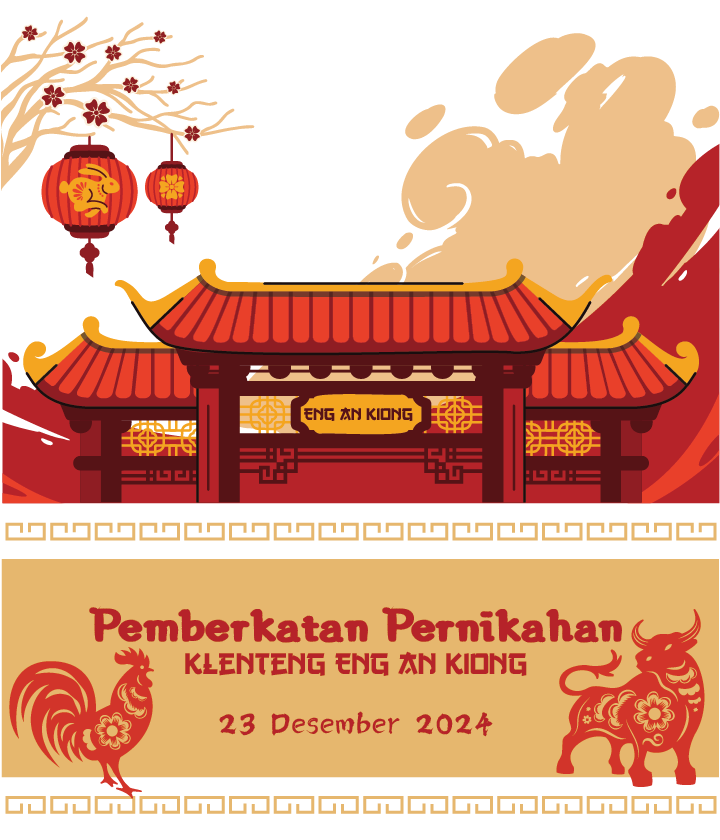 ENG AN KIONG
Pemberkatan Pernikahan
KLENTENG ENG AN KIONG
23 Desember 2024